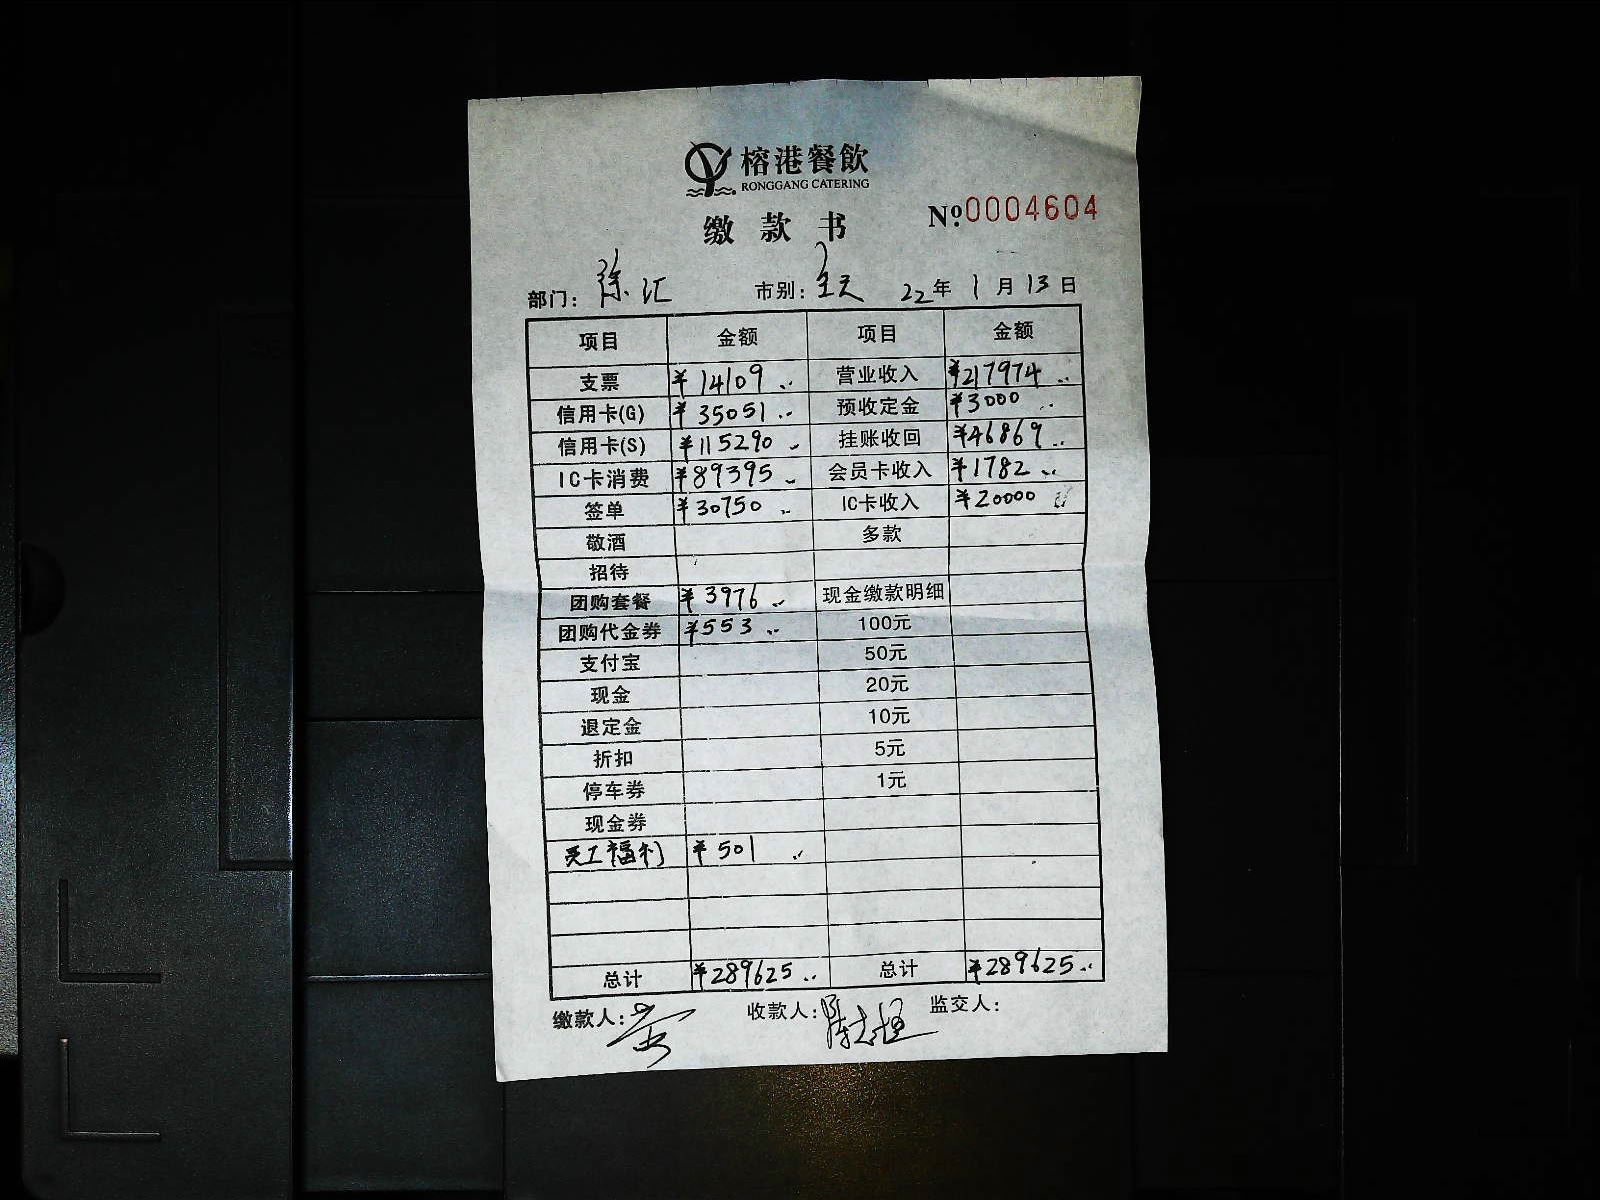 榕港餐飲
RONGGANG CATERING
缴款书 №0004604
部门: 徐汇 市别: 全天 22年1月13日
项目 金额 项目 金额
支票 ¥14109 营业收入 ¥217974
信用卡(G) ¥35051 预收定金 ¥3000
信用卡(S) ¥115290 挂账收回 ¥46869
IC卡消费 ¥89395 会员卡收入 ¥1782
签单 ¥30750 IC卡收入 ¥20000
敬酒 多款
招待
团购套餐 ¥3976 现金缴款明细
团购代金券 ¥553 100元
支付宝 50元
现金 20元
退定金 10元
折扣 5元
停车券 1元
现金券
员工福利 ¥501
总计 ¥289625 总计 ¥289625
缴款人: 收款人: 监交人: